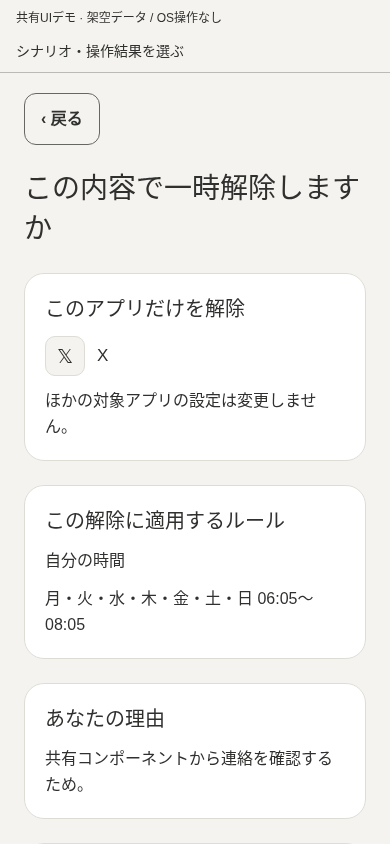 共有UIデモ · 架空データ / OS操作なし
シナリオ・操作結果を選ぶ
‹ 戻る
この内容で一時解除します
か
このアプリだけを解除
𝕏 X
ほかの対象アプリの設定は変更しませ
ん。
この解除に適用するルール
自分の時間
月・火・水・木・金・土・日 06:05〜
08:05
あなたの理由
共有コンポーネントから連絡を確認する
ため。